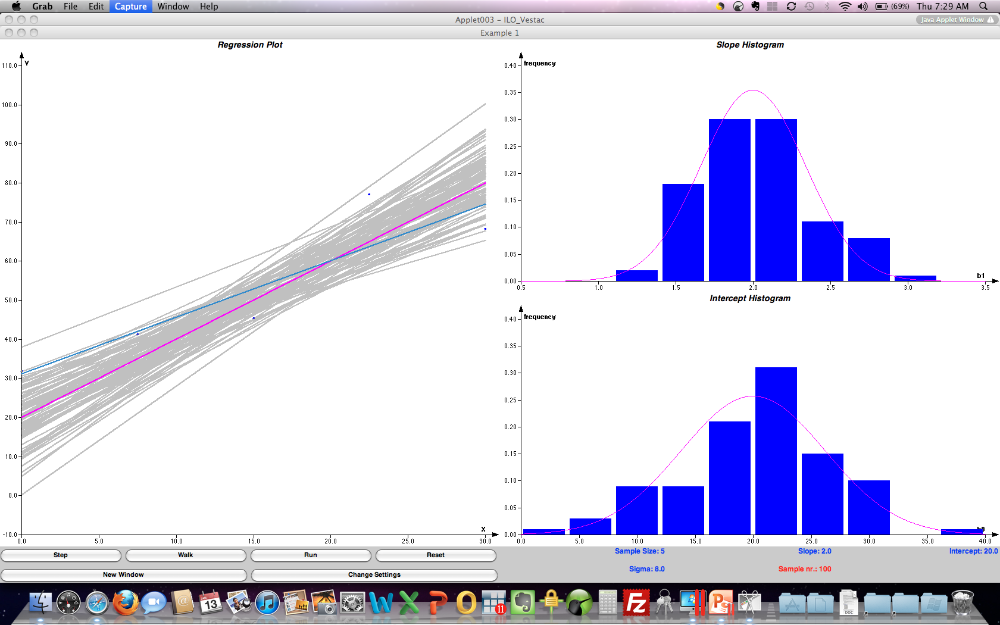 Grab File Edit Capture Window Help (69%) Thu 7:29 AM
Applet003 - ILO_Vestac
Java Applet Window
Example 1
Regression Plot
Y
110.0
100.0
90.0
80.0
70.0
60.0
50.0
40.0
30.0
20.0
10.0
0.0
-10.0
X
0.0 5.0 10.0 15.0 20.0 25.0 30.0
Slope Histogram
frequency
0.40
0.35
0.30
0.25
0.20
0.15
0.10
0.05
0.00
b1
0.5 1.0 1.5 2.0 2.5 3.0 3.5
Intercept Histogram
frequency
0.40
0.35
0.30
0.25
0.20
0.15
0.10
0.05
0.00
b0
0.0 5.0 10.0 15.0 20.0 25.0 30.0 35.0 40.0
Step Walk Run Reset
New Window Change Settings
Sample Size: 5 Slope: 2.0 Intercept: 20.0
Sigma: 8.0 Sample nr.: 100
JAN
13
11
Fz
DOC